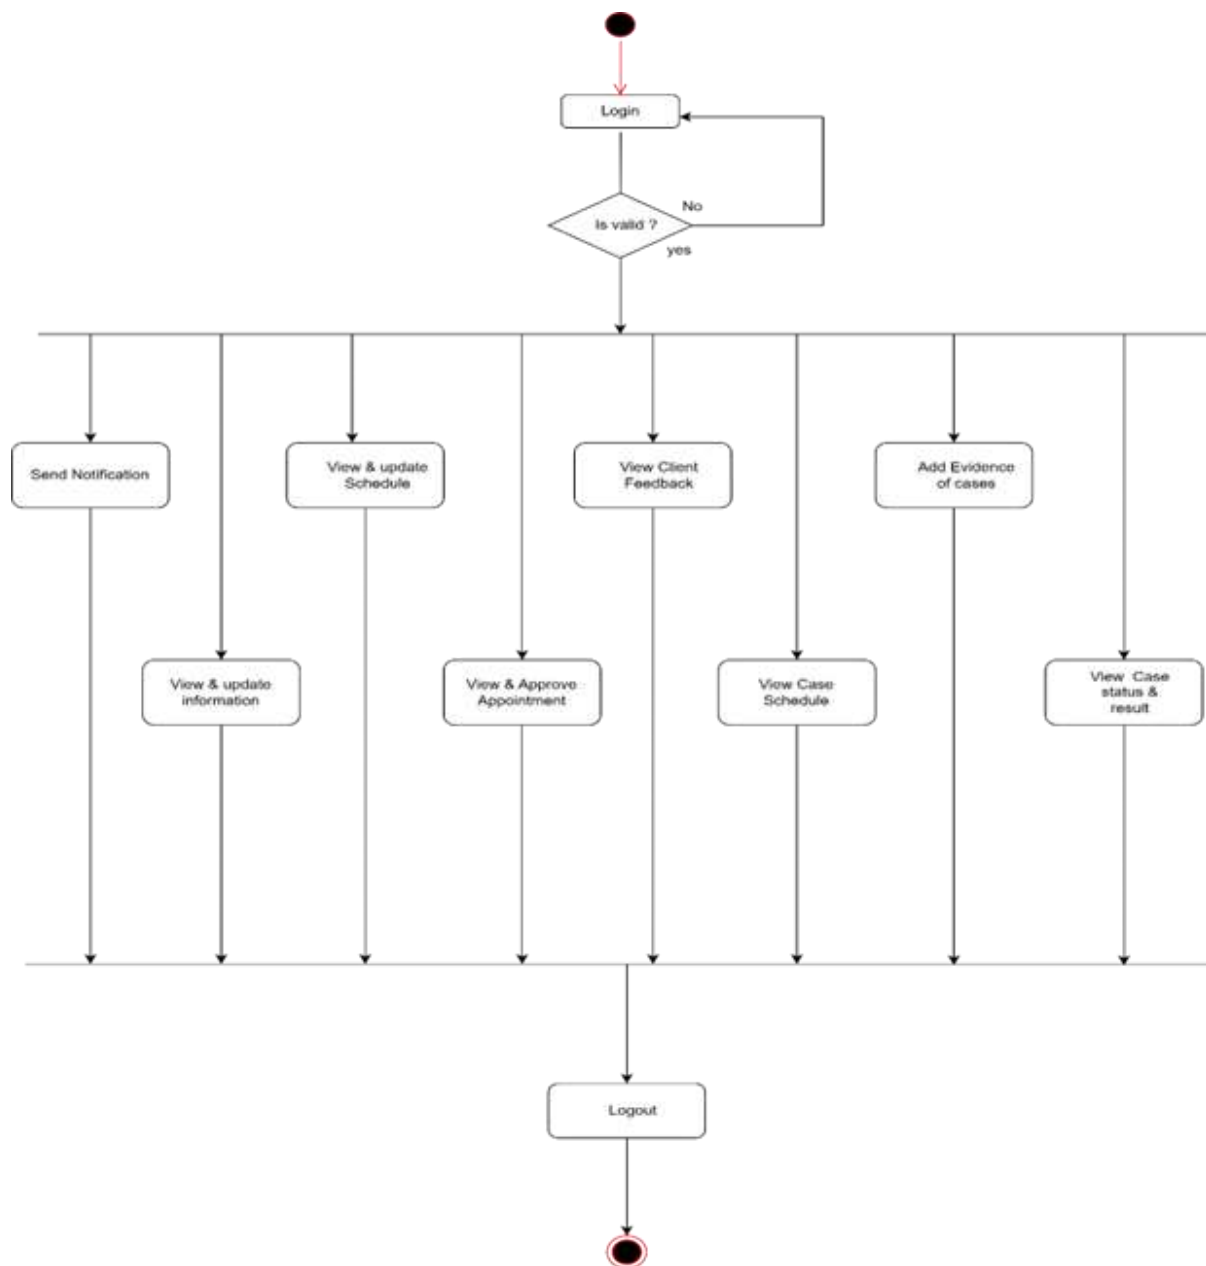 Login
No
Is valid ?
yes
Send Notification
View & update
Schedule
View Client
Feedback
Add Evidence
of cases
View & update
information
View & Approve
Appointment
View Case
Schedule
View Case
status &
result
Logout